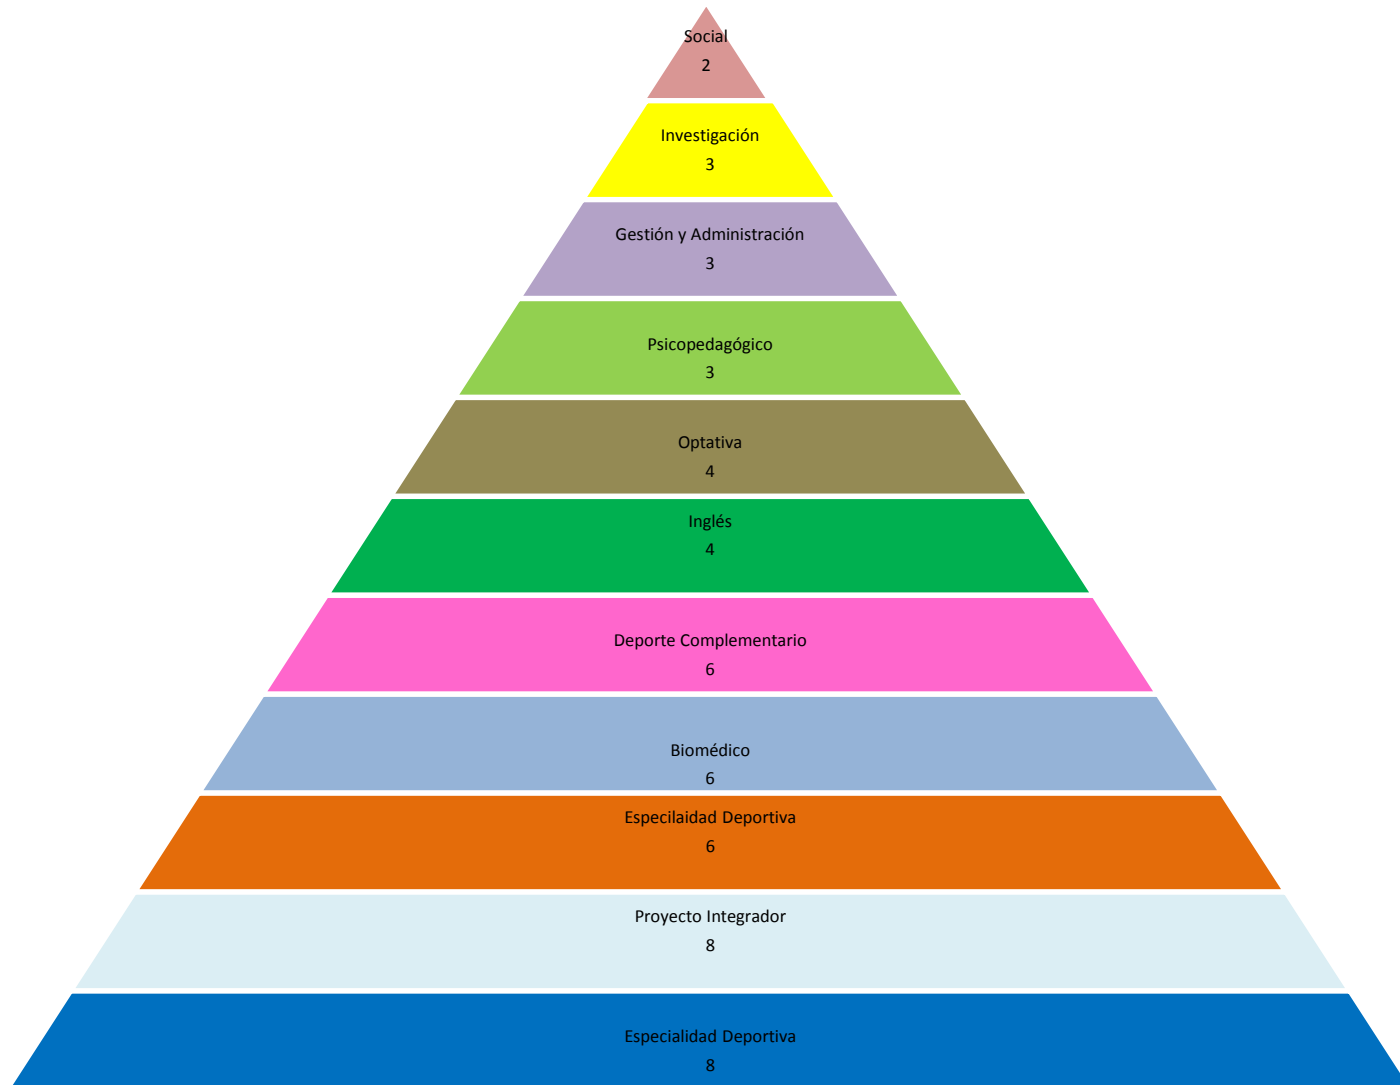 Social
2
Investigación
3
Gestión y Administración
3
Psicopedagógico
3
Optativa
4
Inglés
4
Deporte Complementario
6
Biomédico
6
Especilaidad Deportiva
6
Proyecto Integrador
8
Especialidad Deportiva
8